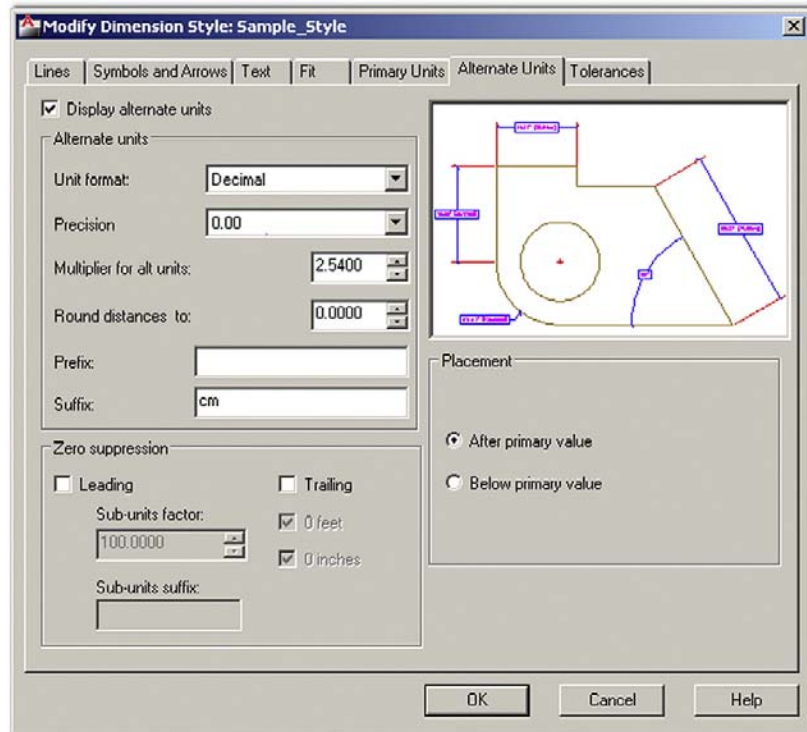 Modify Dimension Style: Sample_Style
Lines Symbols and Arrows Text Fit Primary Units Alternate Units Tolerances
Display alternate units
Alternate units
Unit format: Decimal
Precision 0.00
Multiplier for alt units: 2.5400
Round distances to: 0.0000
Prefix:
Suffix: cm
Zero suppression
Leading
Trailing
Sub-units factor:
100.0000
0 feet
0 inches
Sub-units suffix:
Placement
After primary value
Below primary value
OK Cancel Help